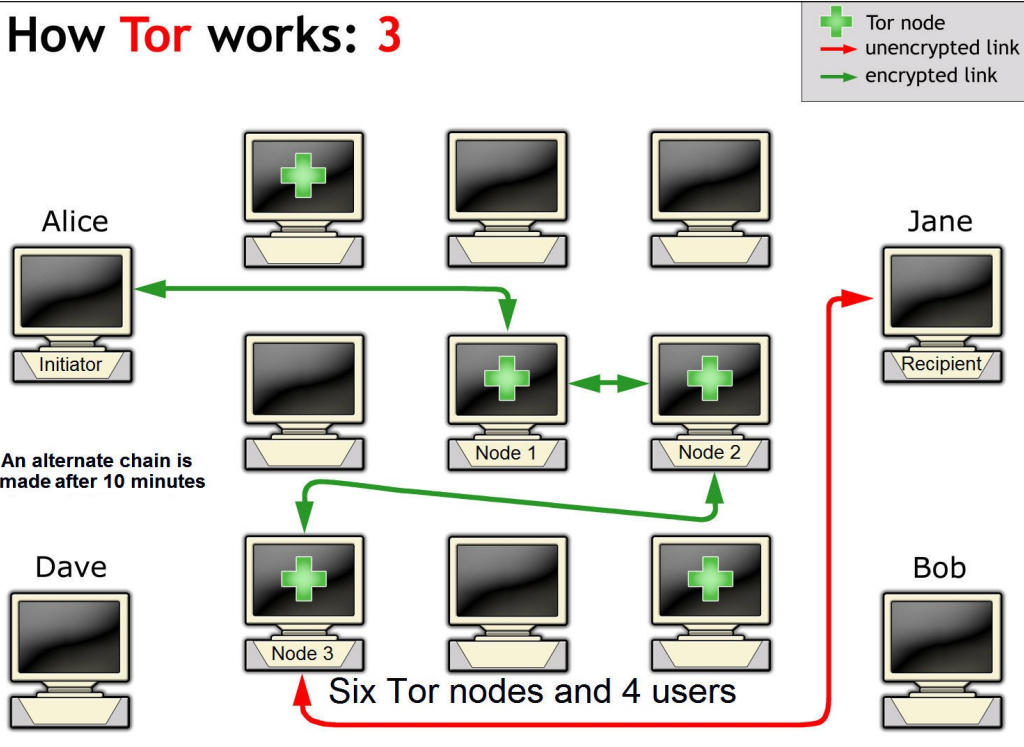 How Tor works: 3
Tor node
unencrypted link
encrypted link
Alice
Jane
Initiator
Recipient
Node 1
Node 2
An alternate chain is
made after 10 minutes
Dave
Bob
Node 3
Six Tor nodes and 4 users